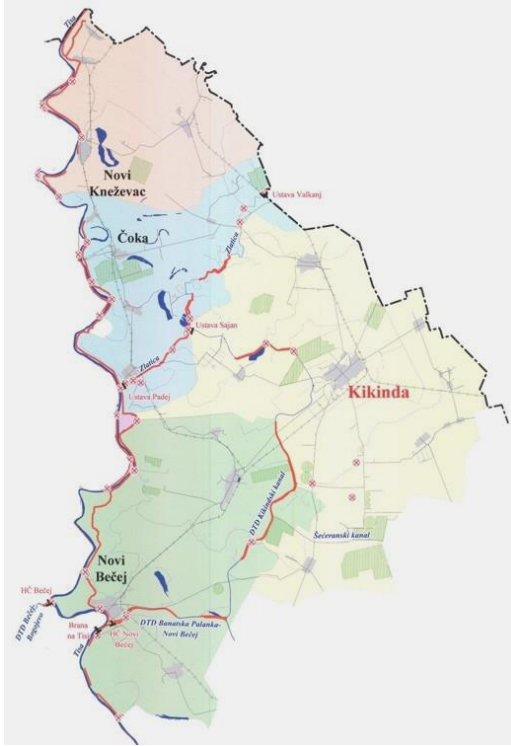 Tisa
Novi
Kneževac
Ustava Valkanj
Čoka
Zlatica
Ustava Sajan
Zlatica
Ustava Padej
Kikinda
DTD Kikindski kanal
Šećeranski kanal
Novi
Bečej
HČ Bečej
DTD Bečej-
Bogojevo
Brana
na Tisi
HČ Novi
Bečej
DTD Banatska Palanka-
Novi Bečej
Tisa